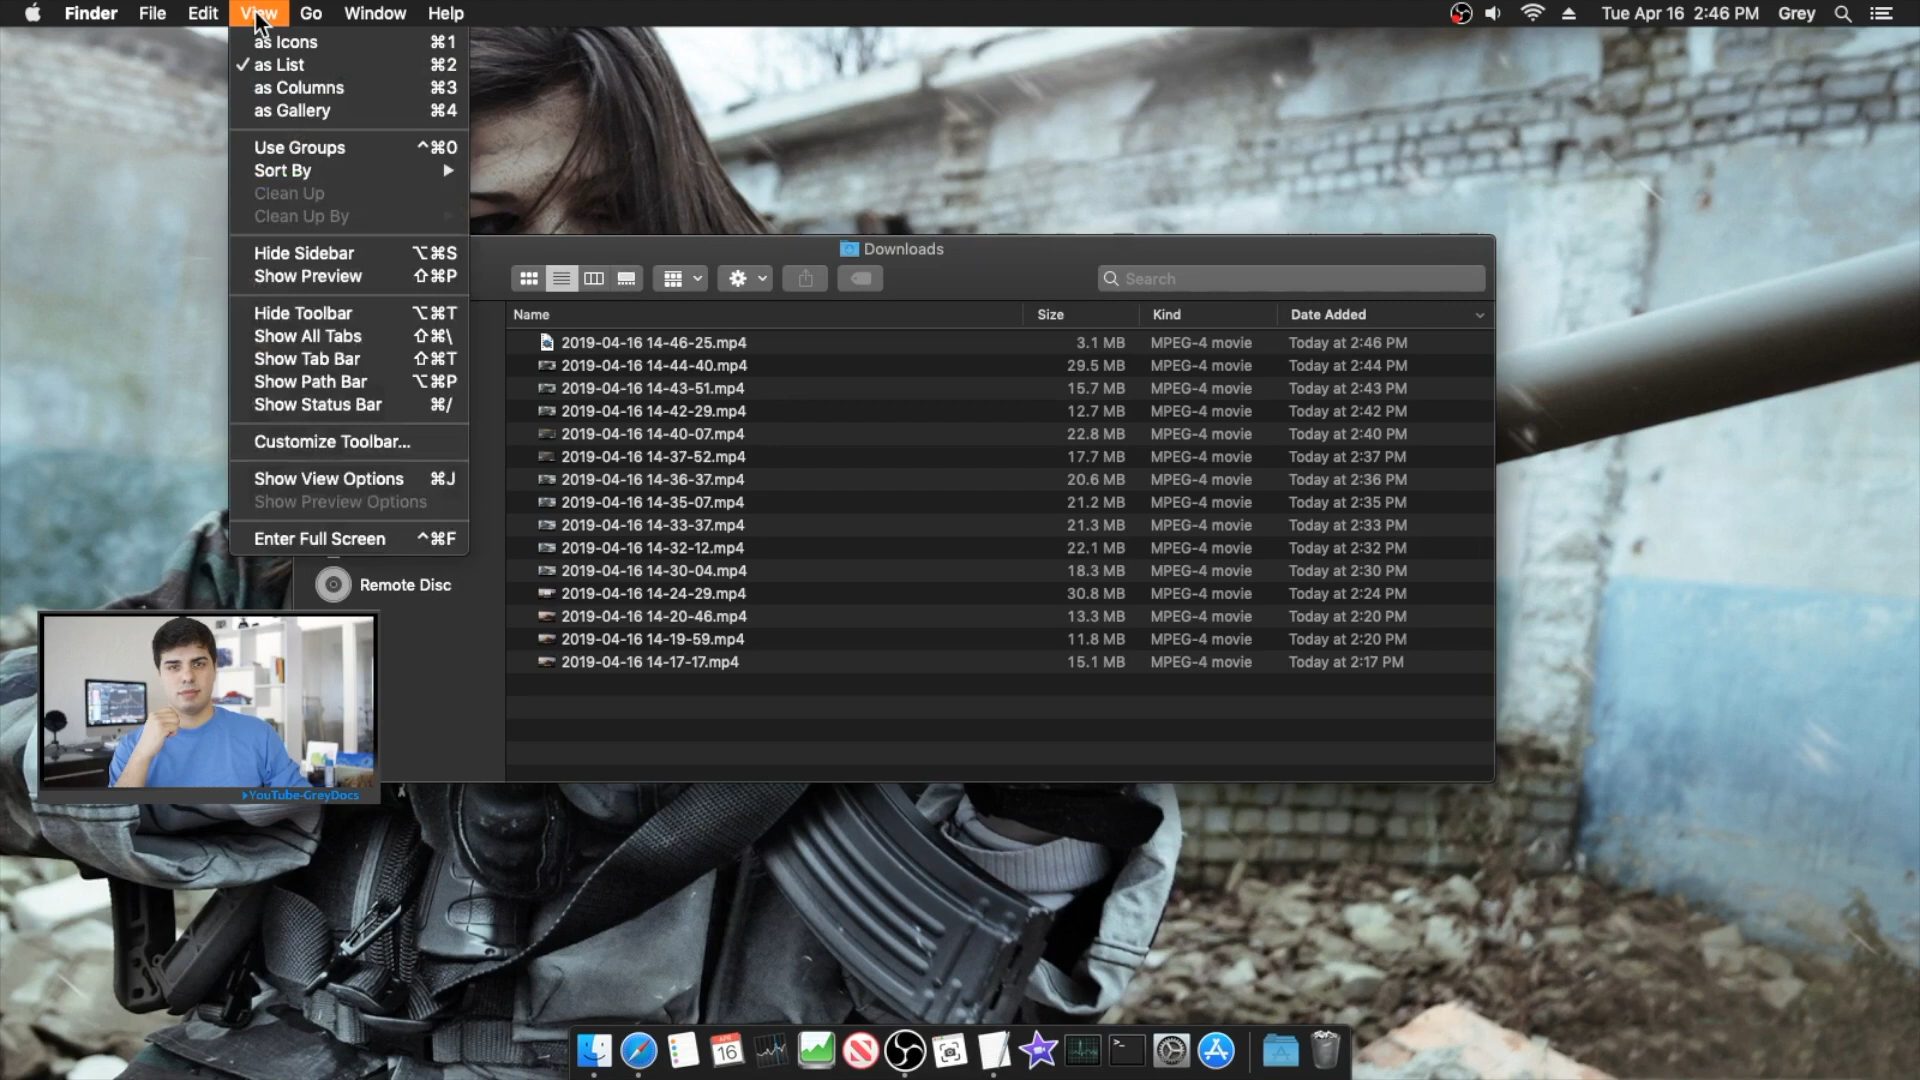 Finder File Edit View Go Window Help Tue Apr 16 2:46 PM Grey
as Icons ⌘1
✓ as List ⌘2
as Columns ⌘3
as Gallery ⌘4
Use Groups ^⌘0
Sort By ▶
Clean Up
Clean Up By
Hide Sidebar ⌥⌘S
Show Preview ⇧⌘P
Hide Toolbar ⌥⌘T
Show All Tabs ⇧⌘\
Show Tab Bar ⇧⌘T
Show Path Bar ⌥⌘P
Show Status Bar ⌘/
Customize Toolbar...
Show View Options ⌘J
Show Preview Options
Enter Full Screen ^⌘F
Remote Disc
Downloads
Search
Name Size Kind Date Added
2019-04-16 14-46-25.mp4 3.1 MB MPEG-4 movie Today at 2:46 PM
2019-04-16 14-44-40.mp4 29.5 MB MPEG-4 movie Today at 2:44 PM
2019-04-16 14-43-51.mp4 15.7 MB MPEG-4 movie Today at 2:43 PM
2019-04-16 14-42-29.mp4 12.7 MB MPEG-4 movie Today at 2:42 PM
2019-04-16 14-40-07.mp4 22.8 MB MPEG-4 movie Today at 2:40 PM
2019-04-16 14-37-52.mp4 17.7 MB MPEG-4 movie Today at 2:37 PM
2019-04-16 14-36-37.mp4 20.6 MB MPEG-4 movie Today at 2:36 PM
2019-04-16 14-35-07.mp4 21.2 MB MPEG-4 movie Today at 2:35 PM
2019-04-16 14-33-37.mp4 21.3 MB MPEG-4 movie Today at 2:33 PM
2019-04-16 14-32-12.mp4 22.1 MB MPEG-4 movie Today at 2:32 PM
2019-04-16 14-30-04.mp4 18.3 MB MPEG-4 movie Today at 2:30 PM
2019-04-16 14-24-29.mp4 30.8 MB MPEG-4 movie Today at 2:24 PM
2019-04-16 14-20-46.mp4 13.3 MB MPEG-4 movie Today at 2:20 PM
2019-04-16 14-19-59.mp4 11.8 MB MPEG-4 movie Today at 2:20 PM
2019-04-16 14-17-17.mp4 15.1 MB MPEG-4 movie Today at 2:17 PM
YouTube-GreyDocs
APR
16